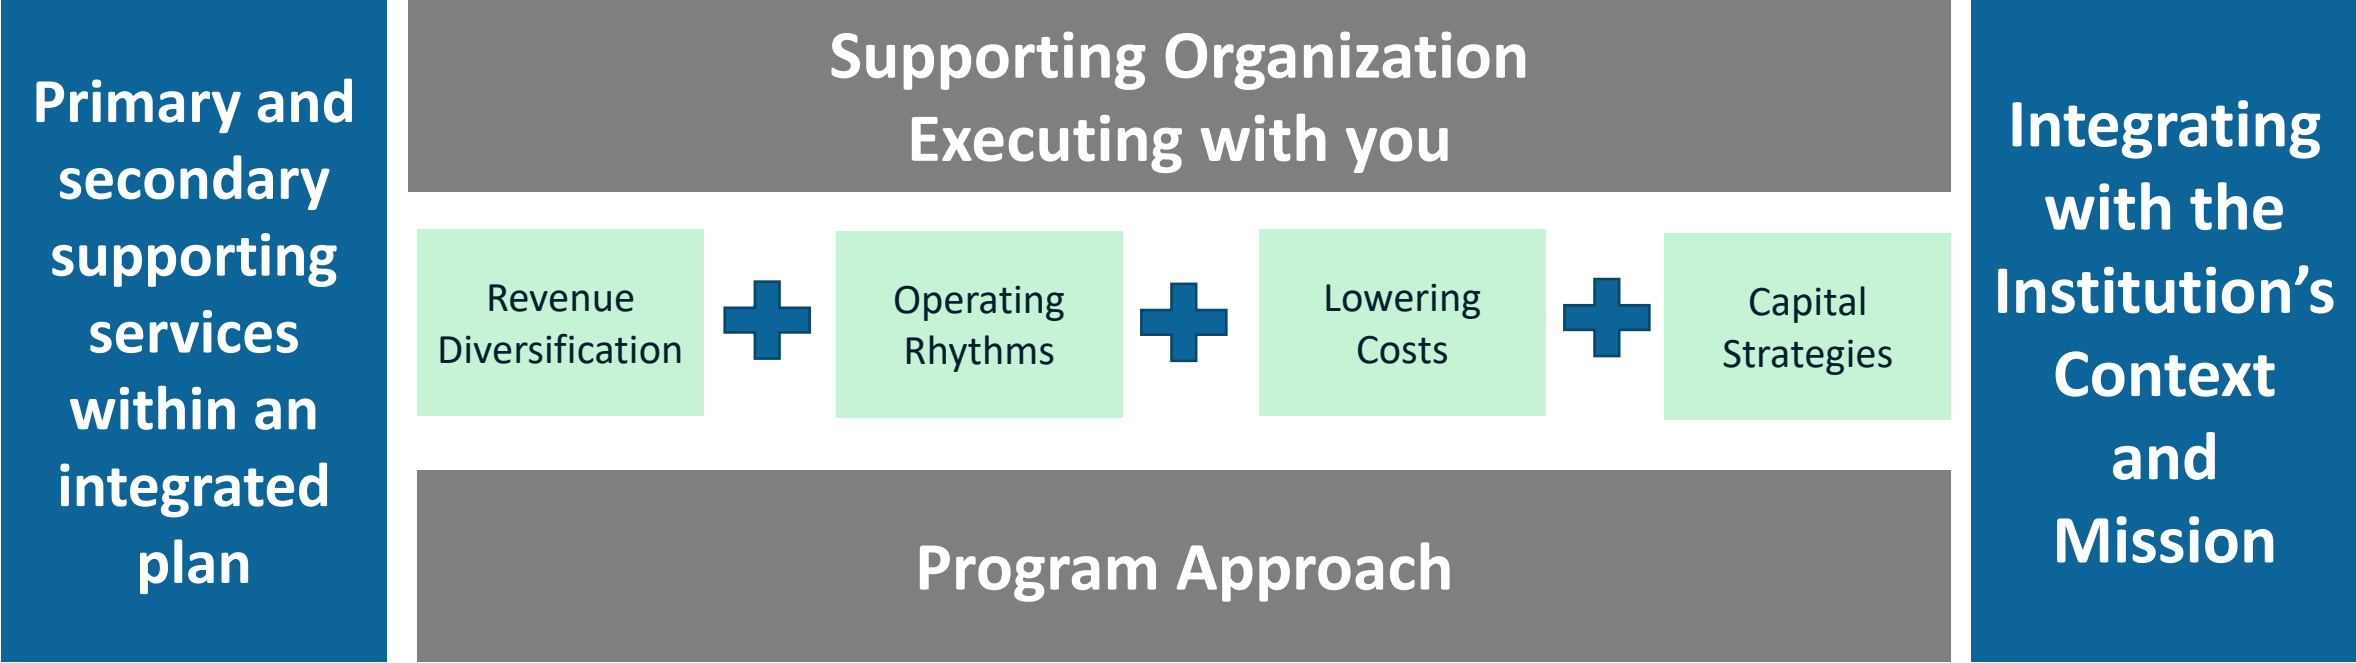 Primary and
secondary
supporting
services
within an
integrated
plan
Supporting Organization
Executing with you
Revenue
Diversification
Operating
Rhythms
Lowering
Costs
Capital
Strategies
Program Approach
Integrating
with the
Institution’s
Context
and
Mission